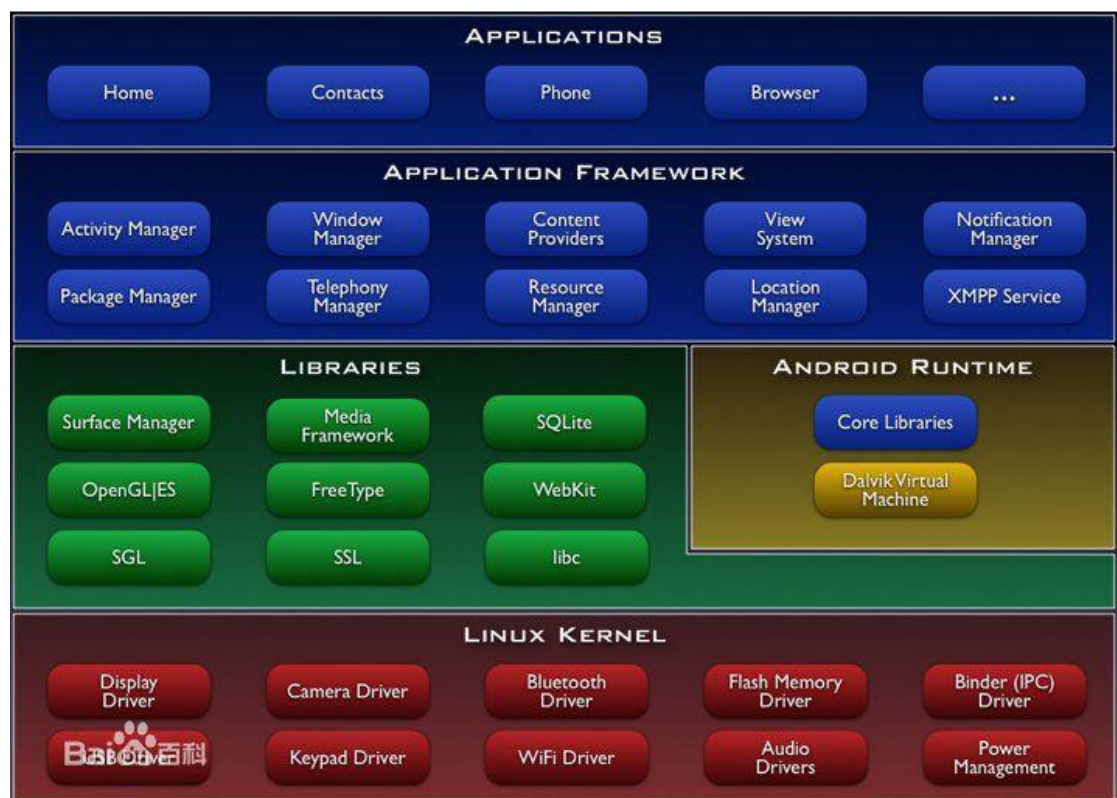 APPLICATIONS
Home
Contacts
Phone
Browser
...
APPLICATION FRAMEWORK
Activity Manager
Window
Manager
Content
Providers
View
System
Notification
Manager
Package Manager
Telephony
Manager
Resource
Manager
Location
Manager
XMPP Service
LIBRARIES
Surface Manager
Media
Framework
SQLite
OpenGL|ES
FreeType
WebKit
SGL
SSL
libc
ANDROID RUNTIME
Core Libraries
Dalvik Virtual
Machine
LINUX KERNEL
Display
Driver
Camera Driver
Bluetooth
Driver
Flash Memory
Driver
Binder (IPC)
Driver
USB Driver
Bai百科
Keypad Driver
WiFi Driver
Audio
Drivers
Power
Management